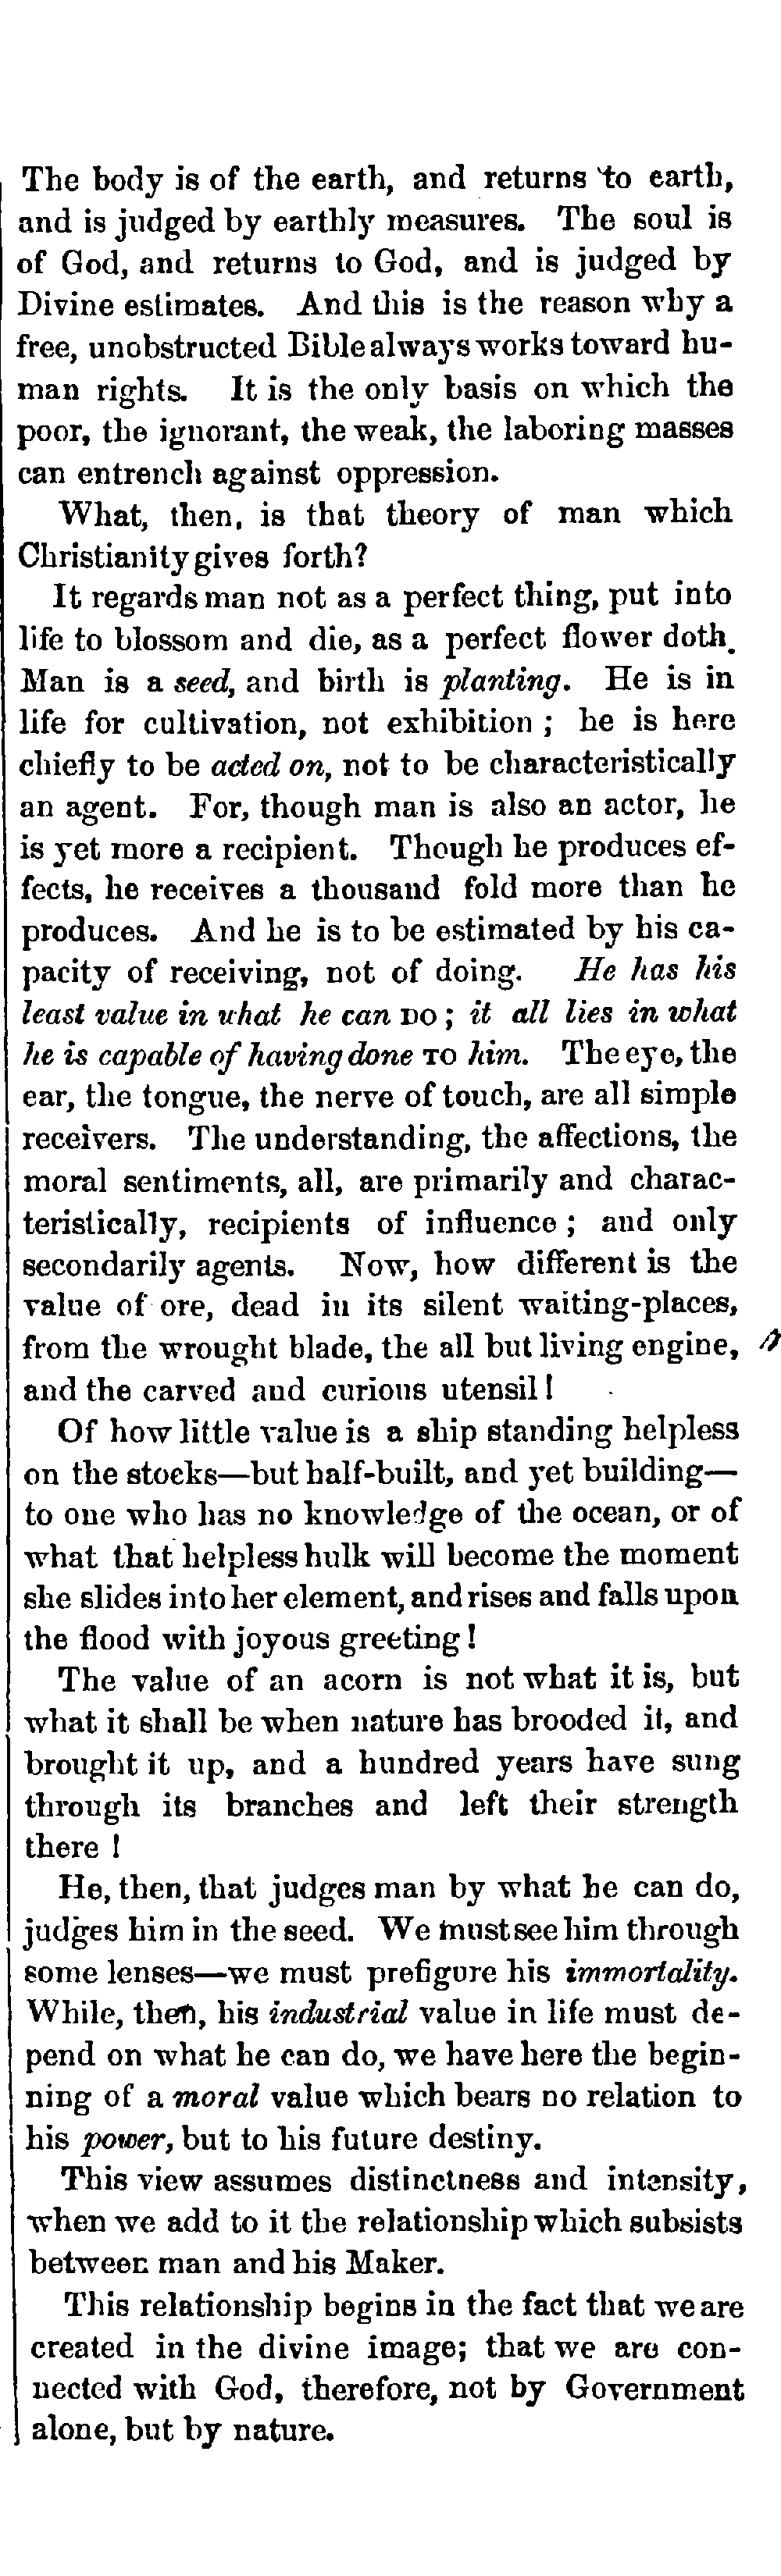 The body is of the earth, and returns to earth,
and is judged by earthly measures. The soul is
of God, and returns to God, and is judged by
Divine estimates. And this is the reason why a
free, unobstructed Bible always works toward hu-
man rights. It is the only basis on which the
poor, the ignorant, the weak, the laboring masses
can entrench against oppression.
What, then, is that theory of man which
Christianity gives forth?
It regards man not as a perfect thing, put into
life to blossom and die, as a perfect flower doth.
Man is a seed, and birth is planting. He is in
life for cultivation, not exhibition; he is here
chiefly to be acted on, not to be characteristically
an agent. For, though man is also an actor, he
is yet more a recipient. Though he produces ef-
fects, he receives a thousand fold more than he
produces. And he is to be estimated by his ca-
pacity of receiving, not of doing. He has his
least value in what he can DO; it all lies in what
he is capable of having done TO him. The eye, the
ear, the tongue, the nerve of touch, are all simple
receivers. The understanding, the affections, the
moral sentiments, all, are primarily and charac-
teristically, recipients of influence; and only
secondarily agents. Now, how different is the
value of ore, dead in its silent waiting-places,
from the wrought blade, the all but living engine,
and the carved and curious utensil!
Of how little value is a ship standing helpless
on the stocks—but half-built, and yet building—
to one who has no knowledge of the ocean, or of
what that helpless hulk will become the moment
she slides into her element, and rises and falls upon
the flood with joyous greeting!
The value of an acorn is not what it is, but
what it shall be when nature has brooded it, and
brought it up, and a hundred years have sung
through its branches and left their strength
there!
He, then, that judges man by what he can do,
judges him in the seed. We must see him through
some lenses—we must prefigure his immortality.
While, then, his industrial value in life must de-
pend on what he can do, we have here the begin-
ning of a moral value which bears no relation to
his power, but to his future destiny.
This view assumes distinctness and intensity,
when we add to it the relationship which subsists
between man and his Maker.
This relationship begins in the fact that we are
created in the divine image; that we are con-
nected with God, therefore, not by Government
alone, but by nature.